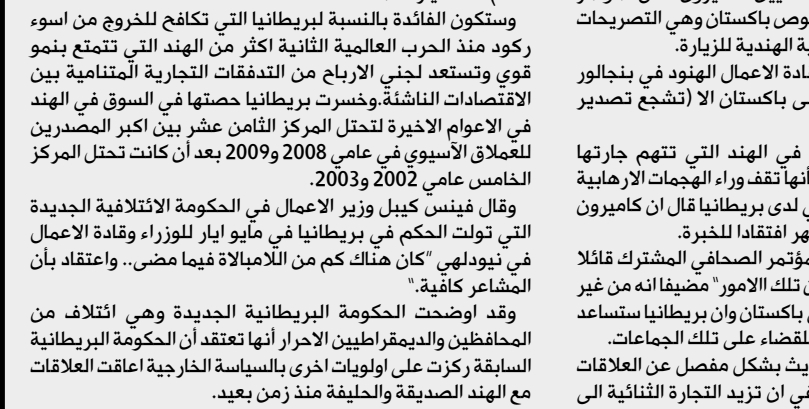 وص باكستان وهي التصريحات
ية الهندية للزيارة.
ادة الاعمال الهنود في بنجالور
ى باكستان الا (تشجع تصدير
في الهند التي تتهم جارتها
أنها تقف وراء الهجمات الارهابية
ي لدى بريطانيا قال ان كاميرون
هر افتقادا للخبرة.
مؤتمر الصحافي المشترك قائلا
ن تلك االامور" مضيفا انه من غير
باكستان وان بريطانيا ستساعد
للقضاء على تلك الجماعات.
يث بشكل مفصل عن العلاقات
في ان تزيد التجارة الثنائية الى
وستكون الفائدة بالنسبة لبريطانيا التي تكافح للخروج من اسوء
ركود منذ الحرب العالمية الثانية اكثر من الهند التي تتمتع بنمو
قوي وتستعد لجني الارباح من التدفقات التجارية المتنامية بين
الاقتصادات الناشئة.وخسرت بريطانيا حصتها في السوق في الهند
في الاعوام الاخيرة لتحتل المركز الثامن عشر بين اكبر المصدرين
للعملاق الآسيوي في عامي 2008 و2009 بعد أن كانت تحتل المركز
الخامس عامي 2002 و2003.
وقال فينس كيبل وزير الاعمال في الحكومة الائتلافية الجديدة
التي تولت الحكم في بريطانيا في مايو ايار للوزراء وقادة الاعمال
في نيودلهي "كان هناك كم من اللامبالاة فيما مضى.. واعتقد بأن
المشاعر كافية."
وقد اوضحت الحكومة البريطانية الجديدة وهي ائتلاف من
المحافظين والديمقراطيين الاحرار أنها تعتقد أن الحكومة البريطانية
السابقة ركزت على اولويات اخرى بالسياسة الخارجية اعاقت العلاقات
مع الهند الصديقة والحليفة منذ زمن بعيد.